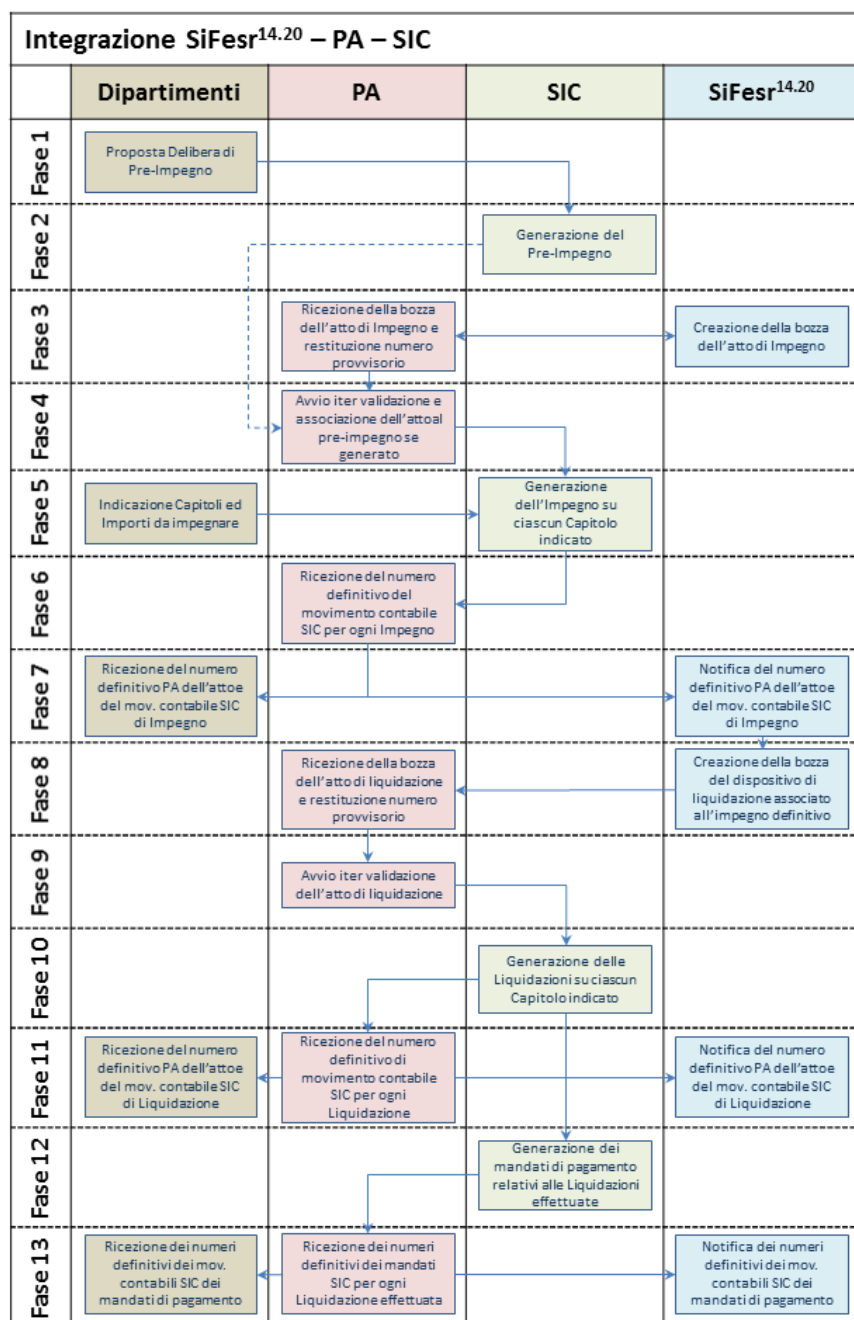 Integrazione SiFesr14.20 – PA – SIC
Dipartimenti
PA
SIC
SiFesr14.20
Fase 1
Proposta Delibera di
Pre-Impegno
Fase 2
Generazione del
Pre-Impegno
Fase 3
Ricezione della bozza
dell'atto di Impegno e
restituzione numero
provvisorio
Creazione della bozza
dell'atto di Impegno
Fase 4
Avvio iter validazione e
associazione dell'attoal
pre-impegno se
generato
Fase 5
Indicazione Capitoli ed
Importi da impegnare
Generazione
dell'Impegno su
ciascun Capitolo
indicato
Fase 6
Ricezione del numero
definitivo del
movimento contabile
SIC per ogni Impegno
Fase 7
Ricezione del numero
definitivo PA dell'attoe
del mov. contabile SIC
di Impegno
Notifica del numero
definitivo PA dell'attoe
del mov. contabile SIC
di Impegno
Fase 8
Ricezione della bozza
dell'atto di liquidazione
e restituzione numero
provvisorio
Creazione della bozza
del dispositivo di
liquidazione associato
all'impegno definitivo
Fase 9
Avvio iter validazione
dell'atto di liquidazione
Fase 10
Generazione delle
Liquidazioni su ciascun
Capitolo indicato
Fase 11
Ricezione del numero
definitivo PA dell'attoe
del mov. contabile SIC
di Liquidazione
Ricezione del numero
definitivo di
movimento contabile
SIC per ogni
Liquidazione
Notifica del numero
definitivo PA dell'attoe
del mov. contabile SIC
di Liquidazione
Fase 12
Generazione dei
mandati di pagamento
relativi alle Liquidazioni
effettuate
Fase 13
Ricezione dei numeri
definitivi dei mov.
contabili SIC dei
mandati di pagamento
Ricezione dei numeri
definitivi dei mandati
SIC per ogni
Liquidazione effettuata
Notifica dei numeri
definitivi dei mov.
contabili SIC dei
mandati di pagamento